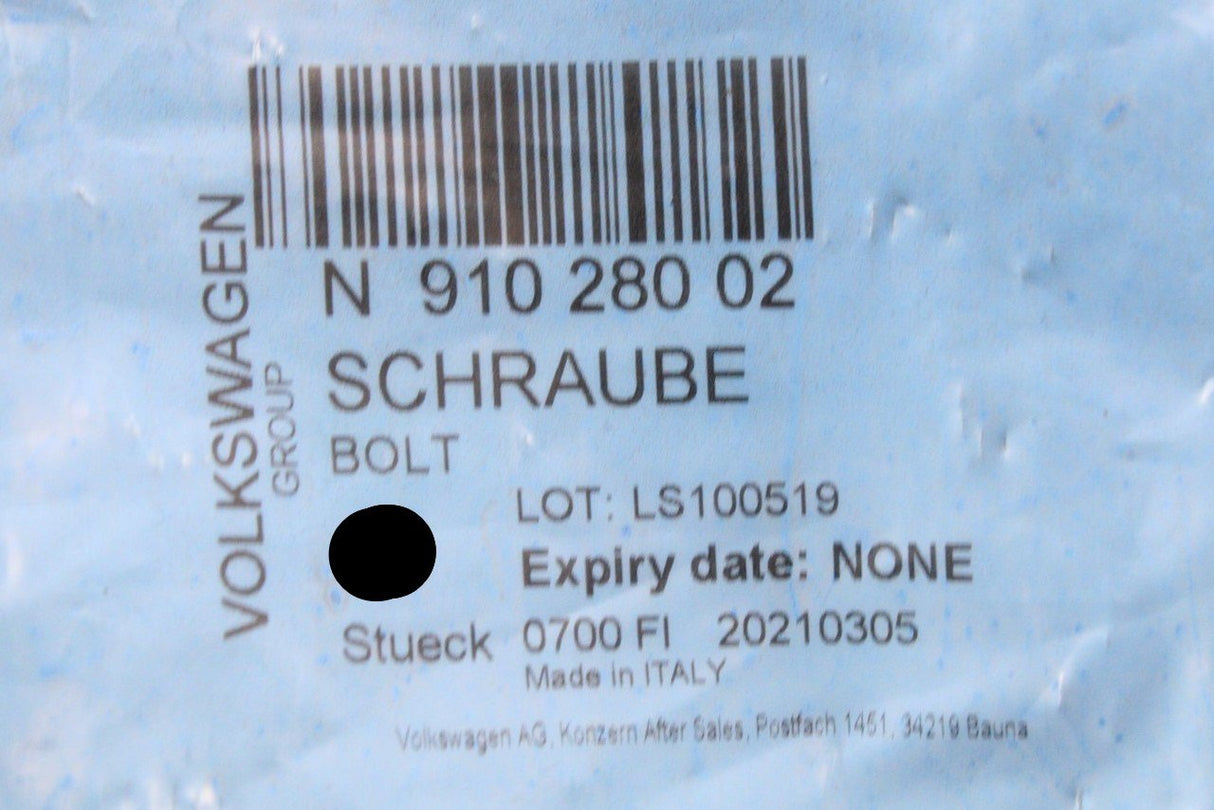 VOLKSWAGEN
GROUP
N 910 280 02
SCHRAUBE
BOLT
LOT: LS100519
Expiry date: NONE
Stueck 0700 FI 20210305
Made in ITALY
Volkswagen AG, Konzern After Sales, Postfach 1451, 34219 Bauna